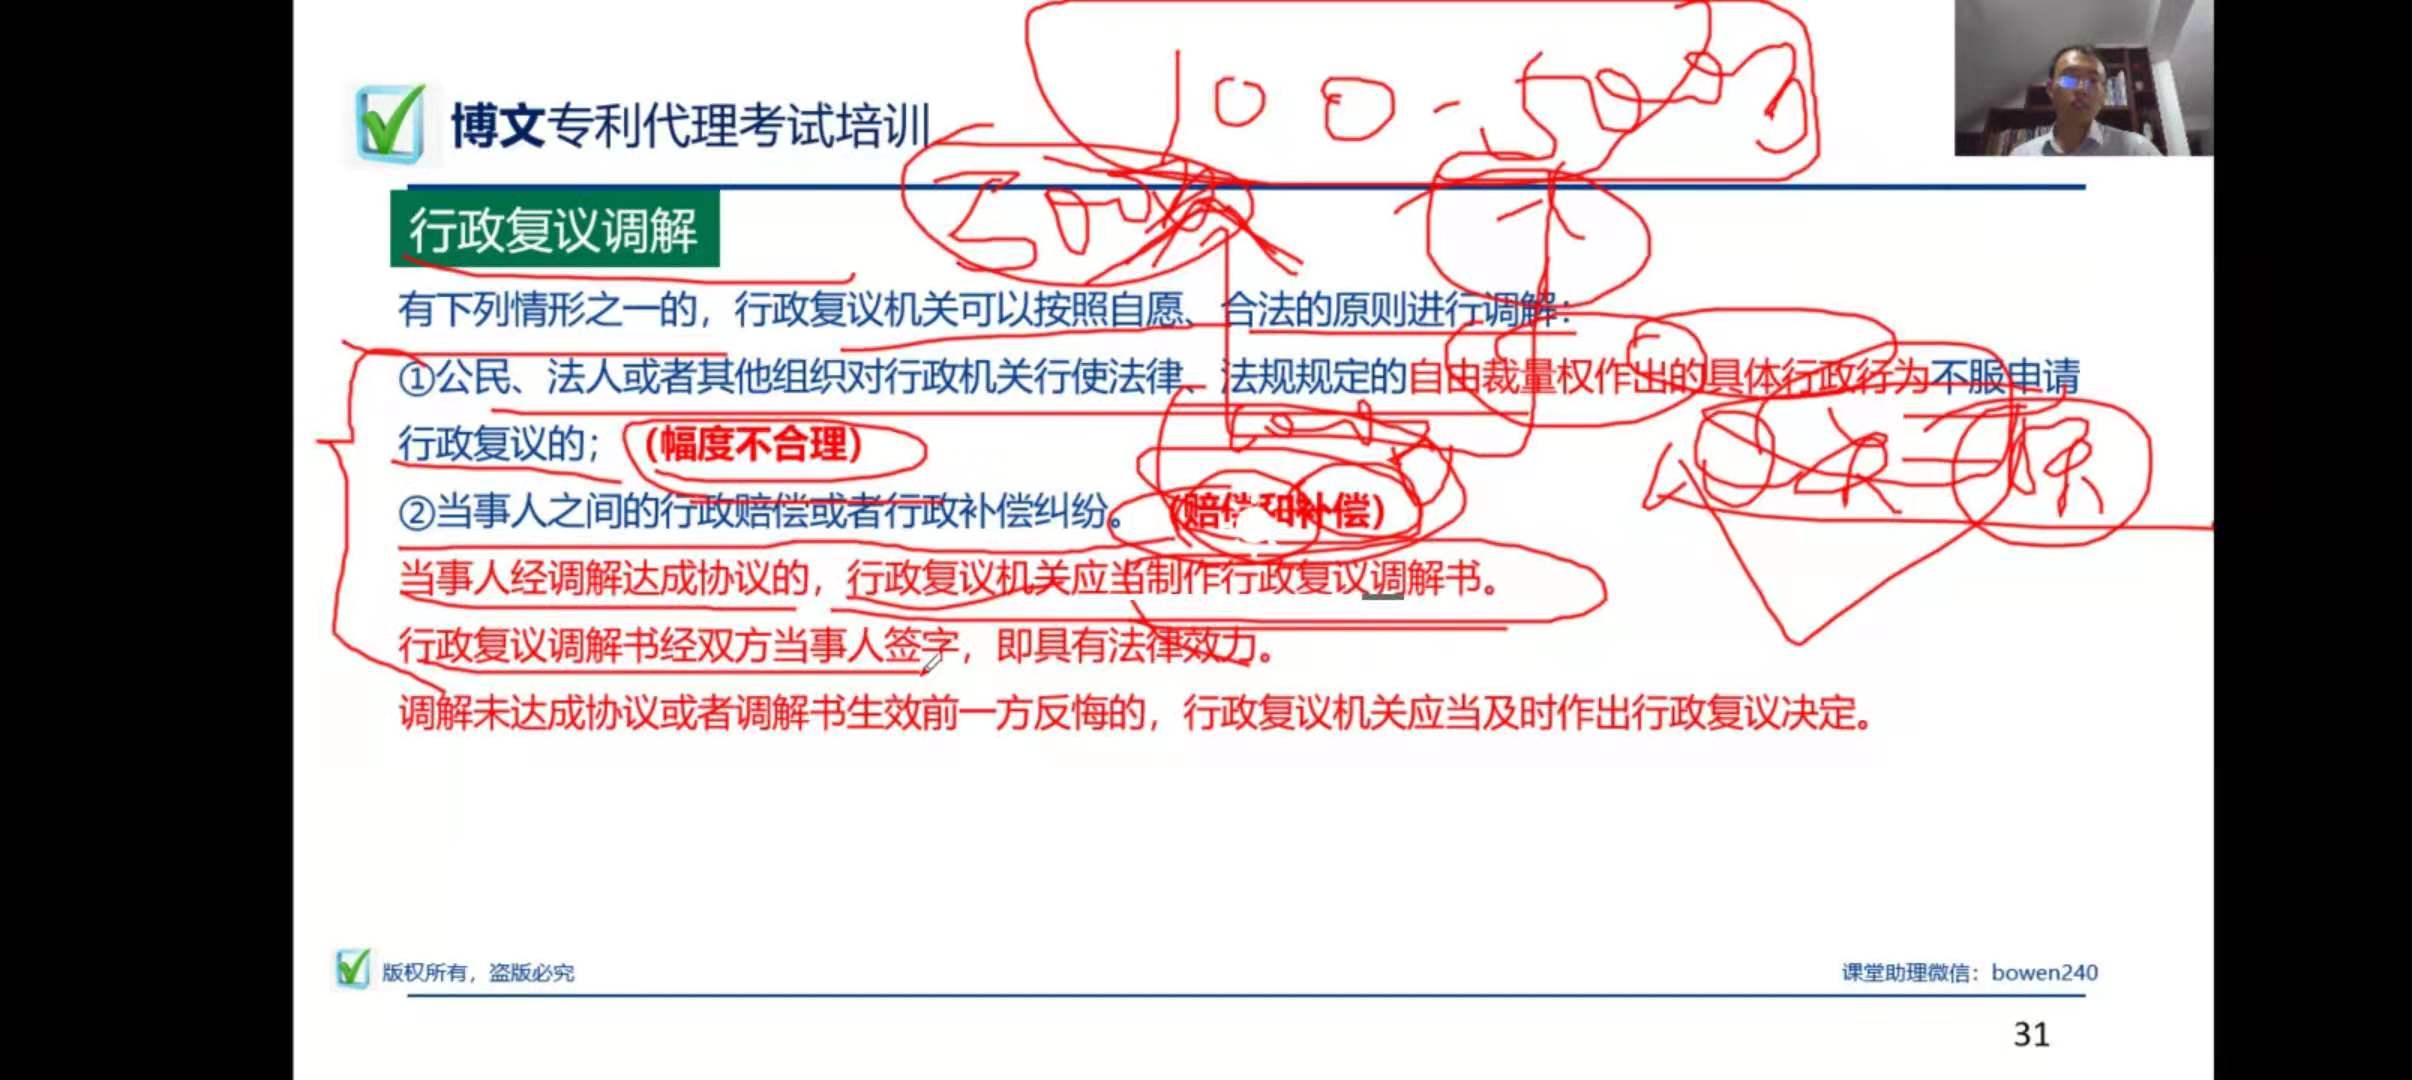 100-500
博文专利代理考试培训
500
行政复议调解
有下列情形之一的，行政复议机关可以按照自愿、合法的原则进行调解：
①公民、法人或者其他组织对行政机关行使法律、法规规定的自由裁量权作出的具体行政行为不服申请
行政复议的；（幅度不合理）
②当事人之间的行政赔偿或者行政补偿纠纷。（赔偿和补偿）
当事人经调解达成协议的，行政复议机关应当制作行政复议调解书。
行政复议调解书经双方当事人签字，即具有法律效力。
调解未达成协议或者调解书生效前一方反悔的，行政复议机关应当及时作出行政复议决定。
版权所有，盗版必究
课堂助理微信：bowen240
31